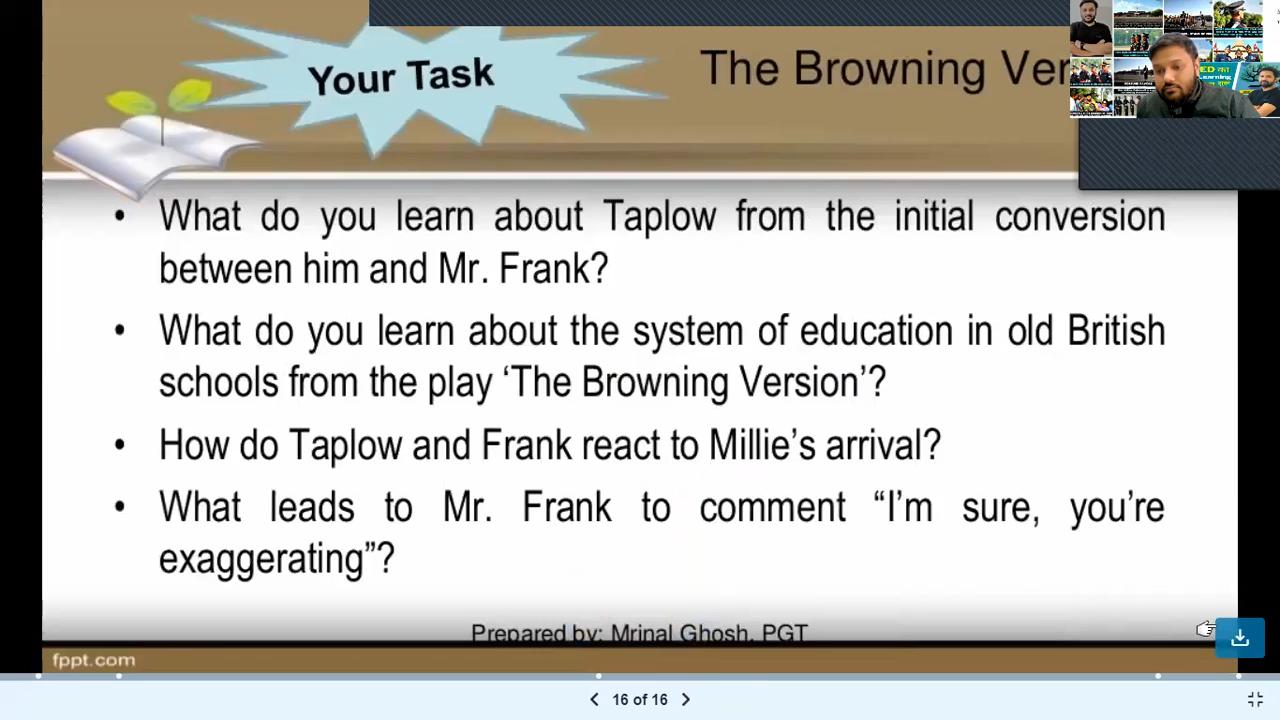 Your Task
The Browning Ver
ED का
Learning
What do you learn about Taplow from the initial conversion
between him and Mr. Frank?
• What do you learn about the system of education in old British
schools from the play ‘The Browning Version’?
• How do Taplow and Frank react to Millie’s arrival?
• What leads to Mr. Frank to comment “I’m sure, you’re
exaggerating”?
Prepared by: Mrinal Ghosh, PGT
fppt.com
16 of 16